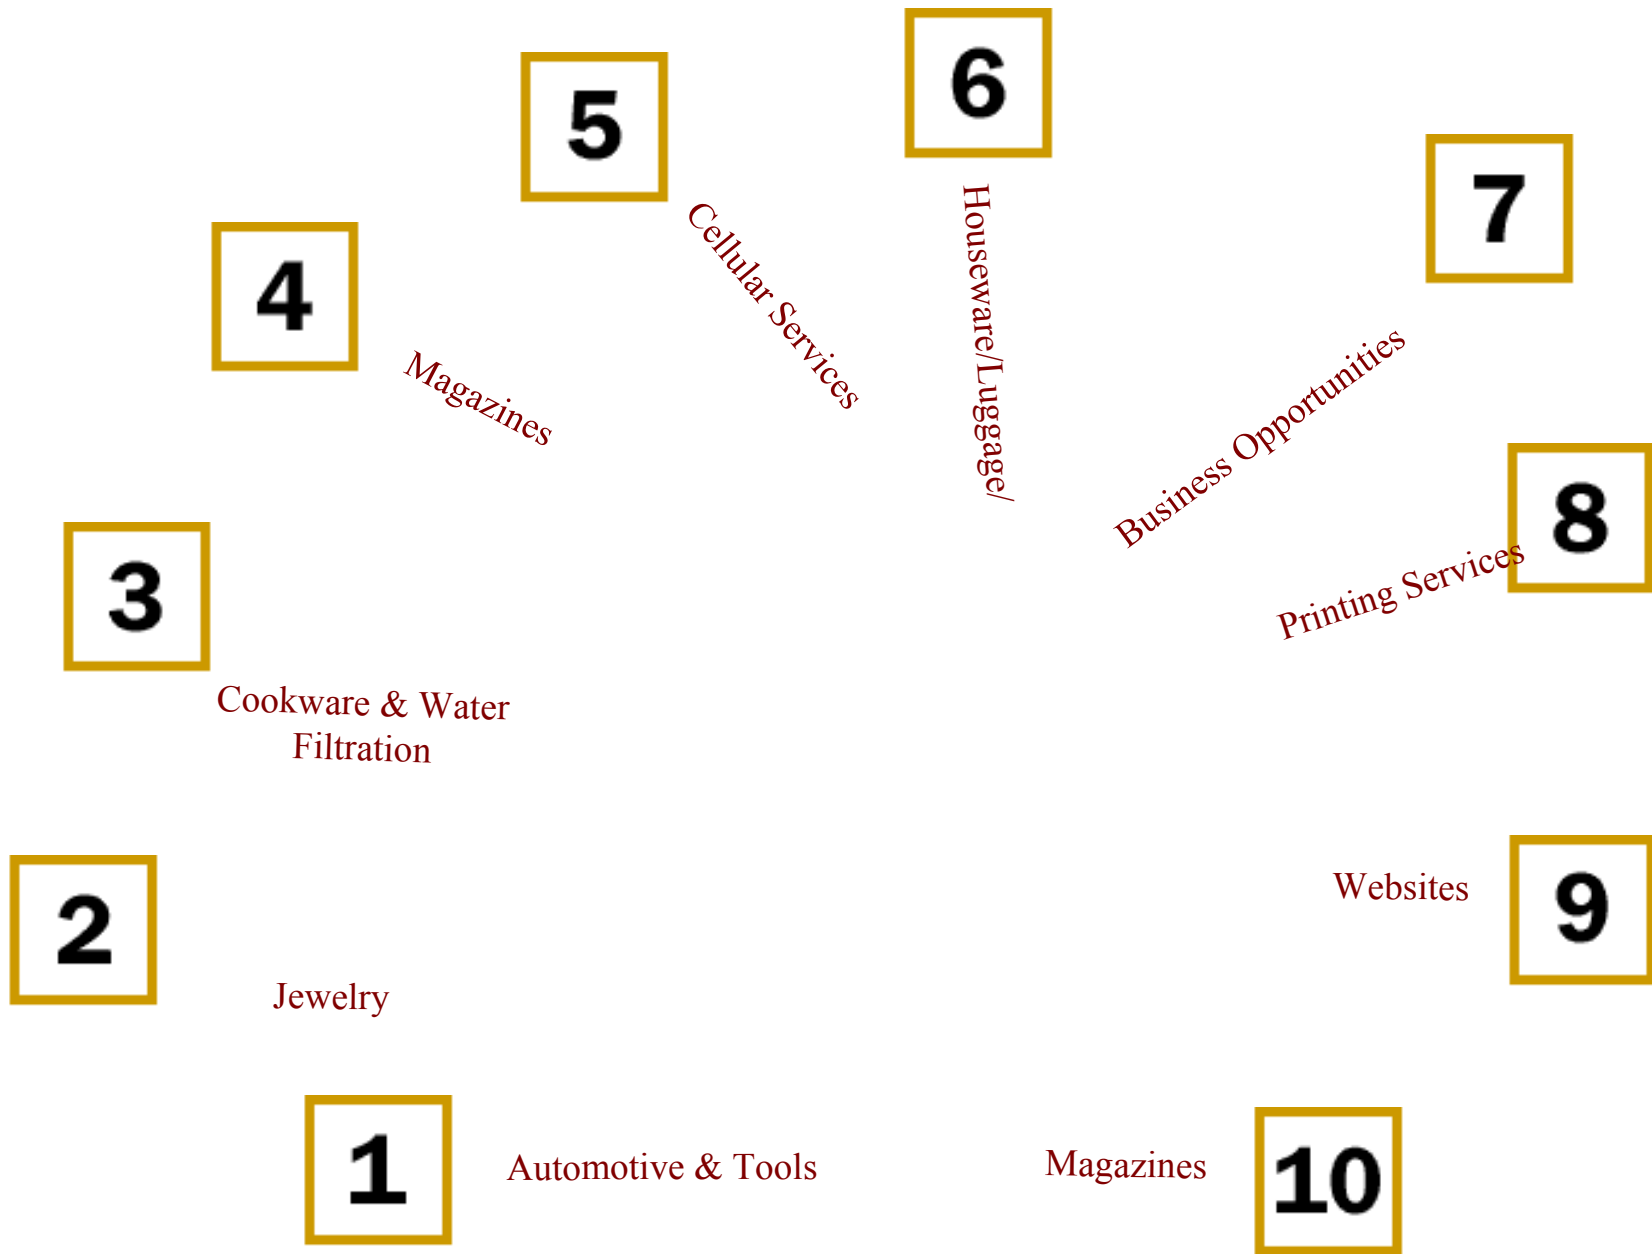 6
5
7
Cellular Services
Houseware/Luggage/
4
Magazines
Business Opportunities
8
Printing Services
3
Cookware & Water
Filtration
2
Websites
9
Jewelry
1
Automotive & Tools
Magazines
10